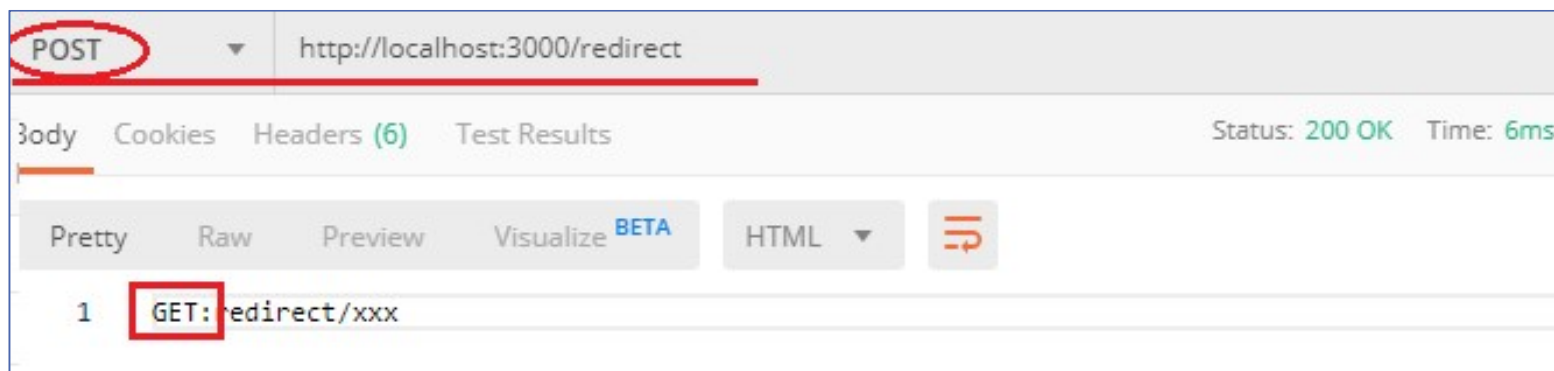 POST http://localhost:3000/redirect
Body Cookies Headers (6) Test Results Status: 200 OK Time: 6ms
Pretty Raw Preview Visualize BETA HTML
1 GET:redirect/xxx